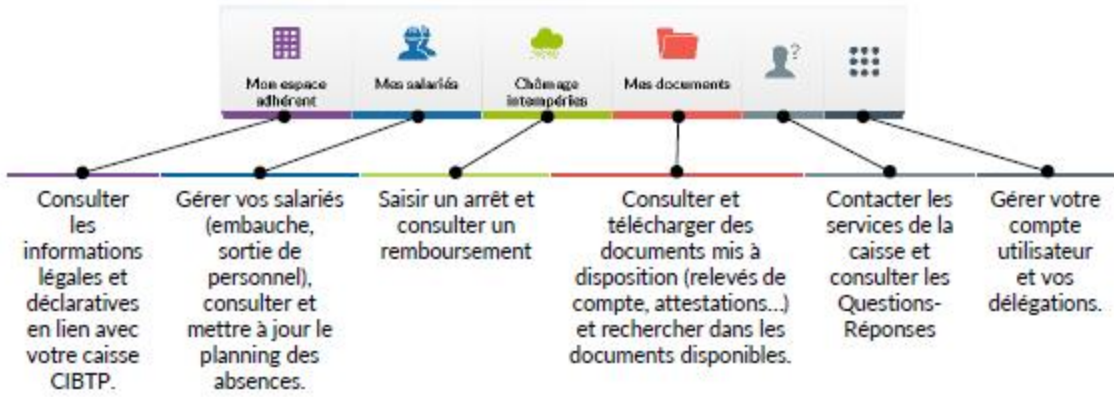 Mon espace
adhérent
Mes salariés
Chômage
intempéries
Mes documents
?
Consulter
les
informations
légales et
déclaratives
en lien avec
votre caisse
CIBTP.
Gérer vos salariés
(embauche,
sortie de
personnel),
consulter et
mettre à jour le
planning des
absences.
Saisir un arrêt et
consulter un
remboursement
Consulter et
télécharger des
documents mis à
disposition (relevés de
compte, attestations...)
et rechercher dans les
documents disponibles.
Contacter les
services de la
caisse et
consulter les
Questions-
Réponses
Gérer votre
compte
utilisateur
et vos
délégations.